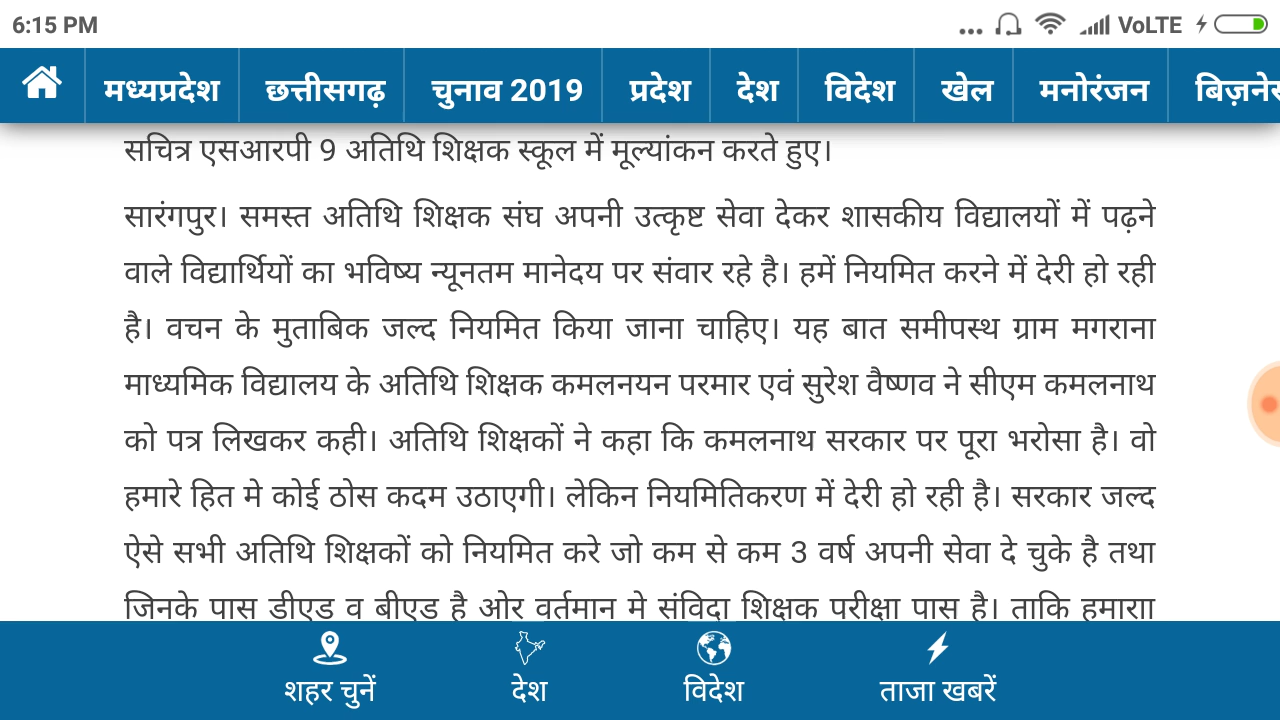 6:15 PM
... VoLTE
मध्यप्रदेश छत्तीसगढ़ चुनाव 2019 प्रदेश देश विदेश खेल मनोरंजन
सचित्र एसआरपी 9 अतिथि शिक्षक स्कूल में मूल्यांकन करते हुए।
सारंगपुर। समस्त अतिथि शिक्षक संघ अपनी उत्कृष्ट सेवा देकर शासकीय विद्यालयों में पढ़ने
वाले विद्यार्थियों का भविष्य न्यूनतम मानेदय पर संवार रहे है। हमें नियमित करने में देरी हो रही
है। वचन के मुताबिक जल्द नियमित किया जाना चाहिए। यह बात समीपस्थ ग्राम मगराना
माध्यमिक विद्यालय के अतिथि शिक्षक कमलनयन परमार एवं सुरेश वैष्णव ने सीएम कमलनाथ
को पत्र लिखकर कही। अतिथि शिक्षकों ने कहा कि कमलनाथ सरकार पर पूरा भरोसा है। वो
हमारे हित मे कोई ठोस कदम उठाएगी। लेकिन नियमितिकरण में देरी हो रही है। सरकार जल्द
ऐसे सभी अतिथि शिक्षकों को नियमित करे जो कम से कम 3 वर्ष अपनी सेवा दे चुके है तथा
जिनके पास डीएड व बीएड है ओर वर्तमान मे संविदा शिक्षक परीक्षा पास है। ताकि हमाराा
शहर चुनें देश विदेश ताजा खबरें